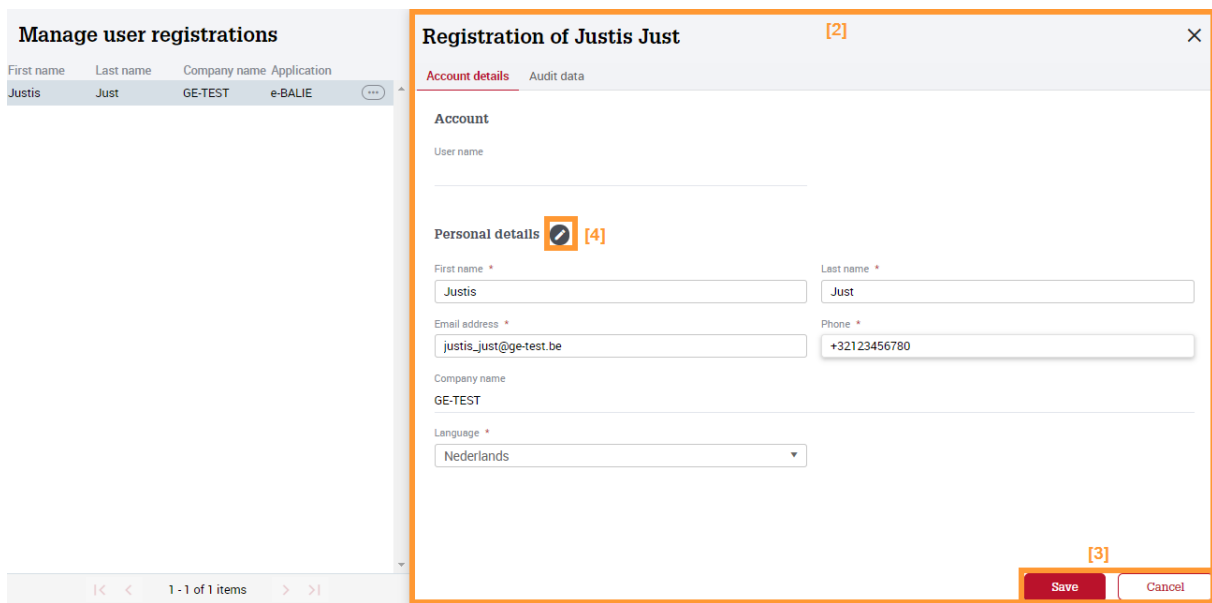 Manage user registrations
First name Last name Company name Application
Justis Just GE-TEST e-BALIE
1 - 1 of 1 items
Registration of Justis Just
[2]
Account details Audit data
Account
User name
Personal details [4]
First name * Last name *
Justis Just
Email address * Phone *
justis_just@ge-test.be +32123456780
Company name
GE-TEST
Language *
Nederlands
[3]
Save Cancel